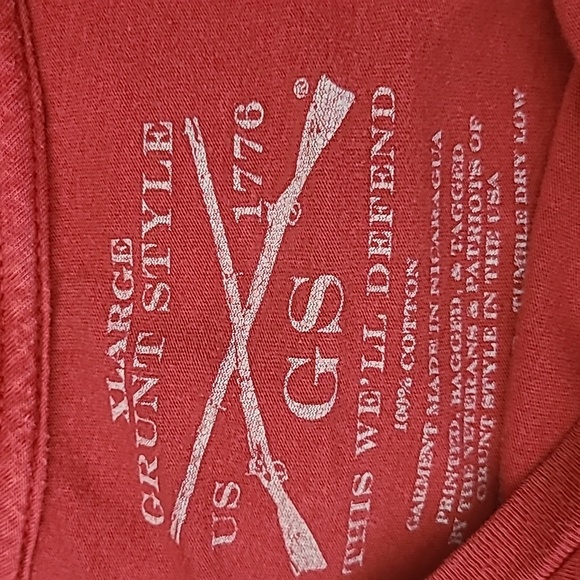 XLARGE
GRUNT STYLE
US 1776
®
GS
THIS WE'LL DEFEND
100% COTTON
GARMENT MADE IN NICARAGUA
PRINTED, BAGGED & TAGGED
BY THE VETERANS & PATRIOTS OF
GRUNT STYLE IN THE USA
TUMBLE DRY LOW